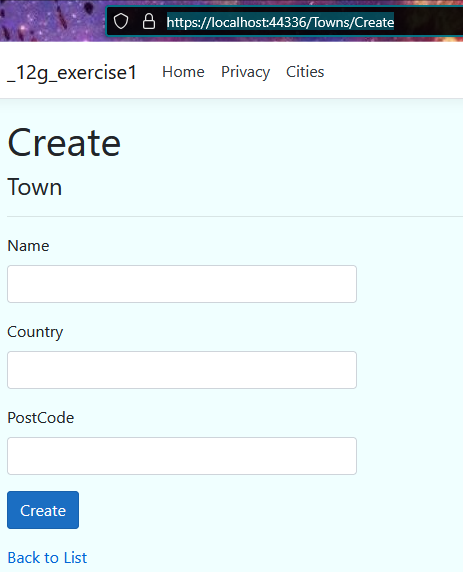 https://localhost:44336/Towns/Create
_12g_exercise1 Home Privacy Cities
Create
Town
Name
Country
PostCode
Create
Back to List